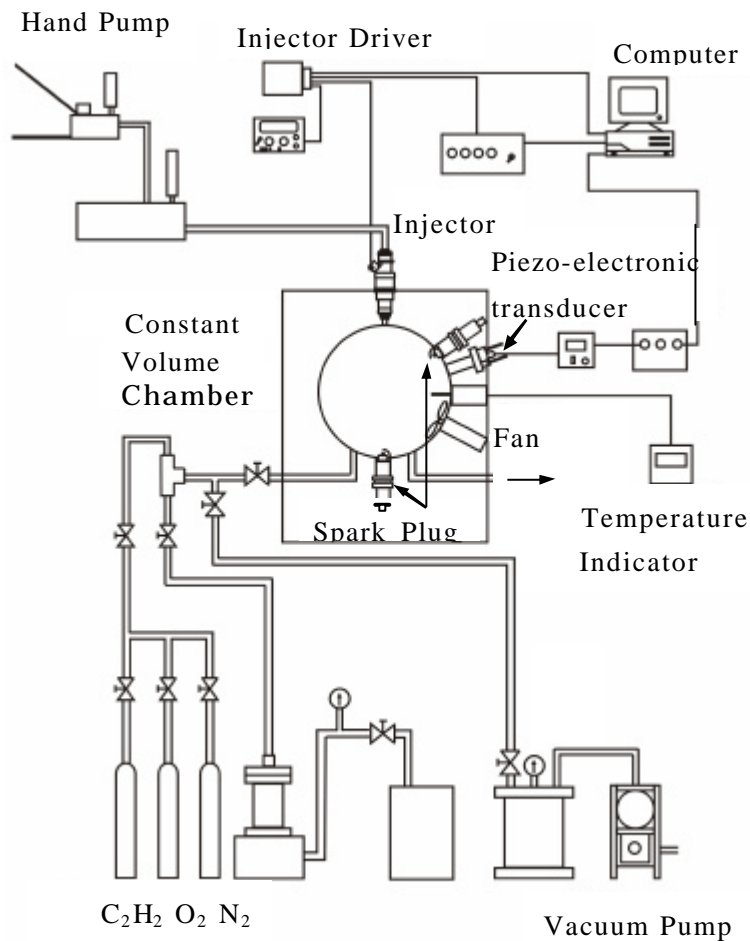 Hand Pump
Injector Driver
Computer
Injector
Piezo-electronic
transducer
Constant
Volume
Chamber
Fan
Spark Plug
Temperature
Indicator
C₂H₂ O₂ N₂
Vacuum Pump